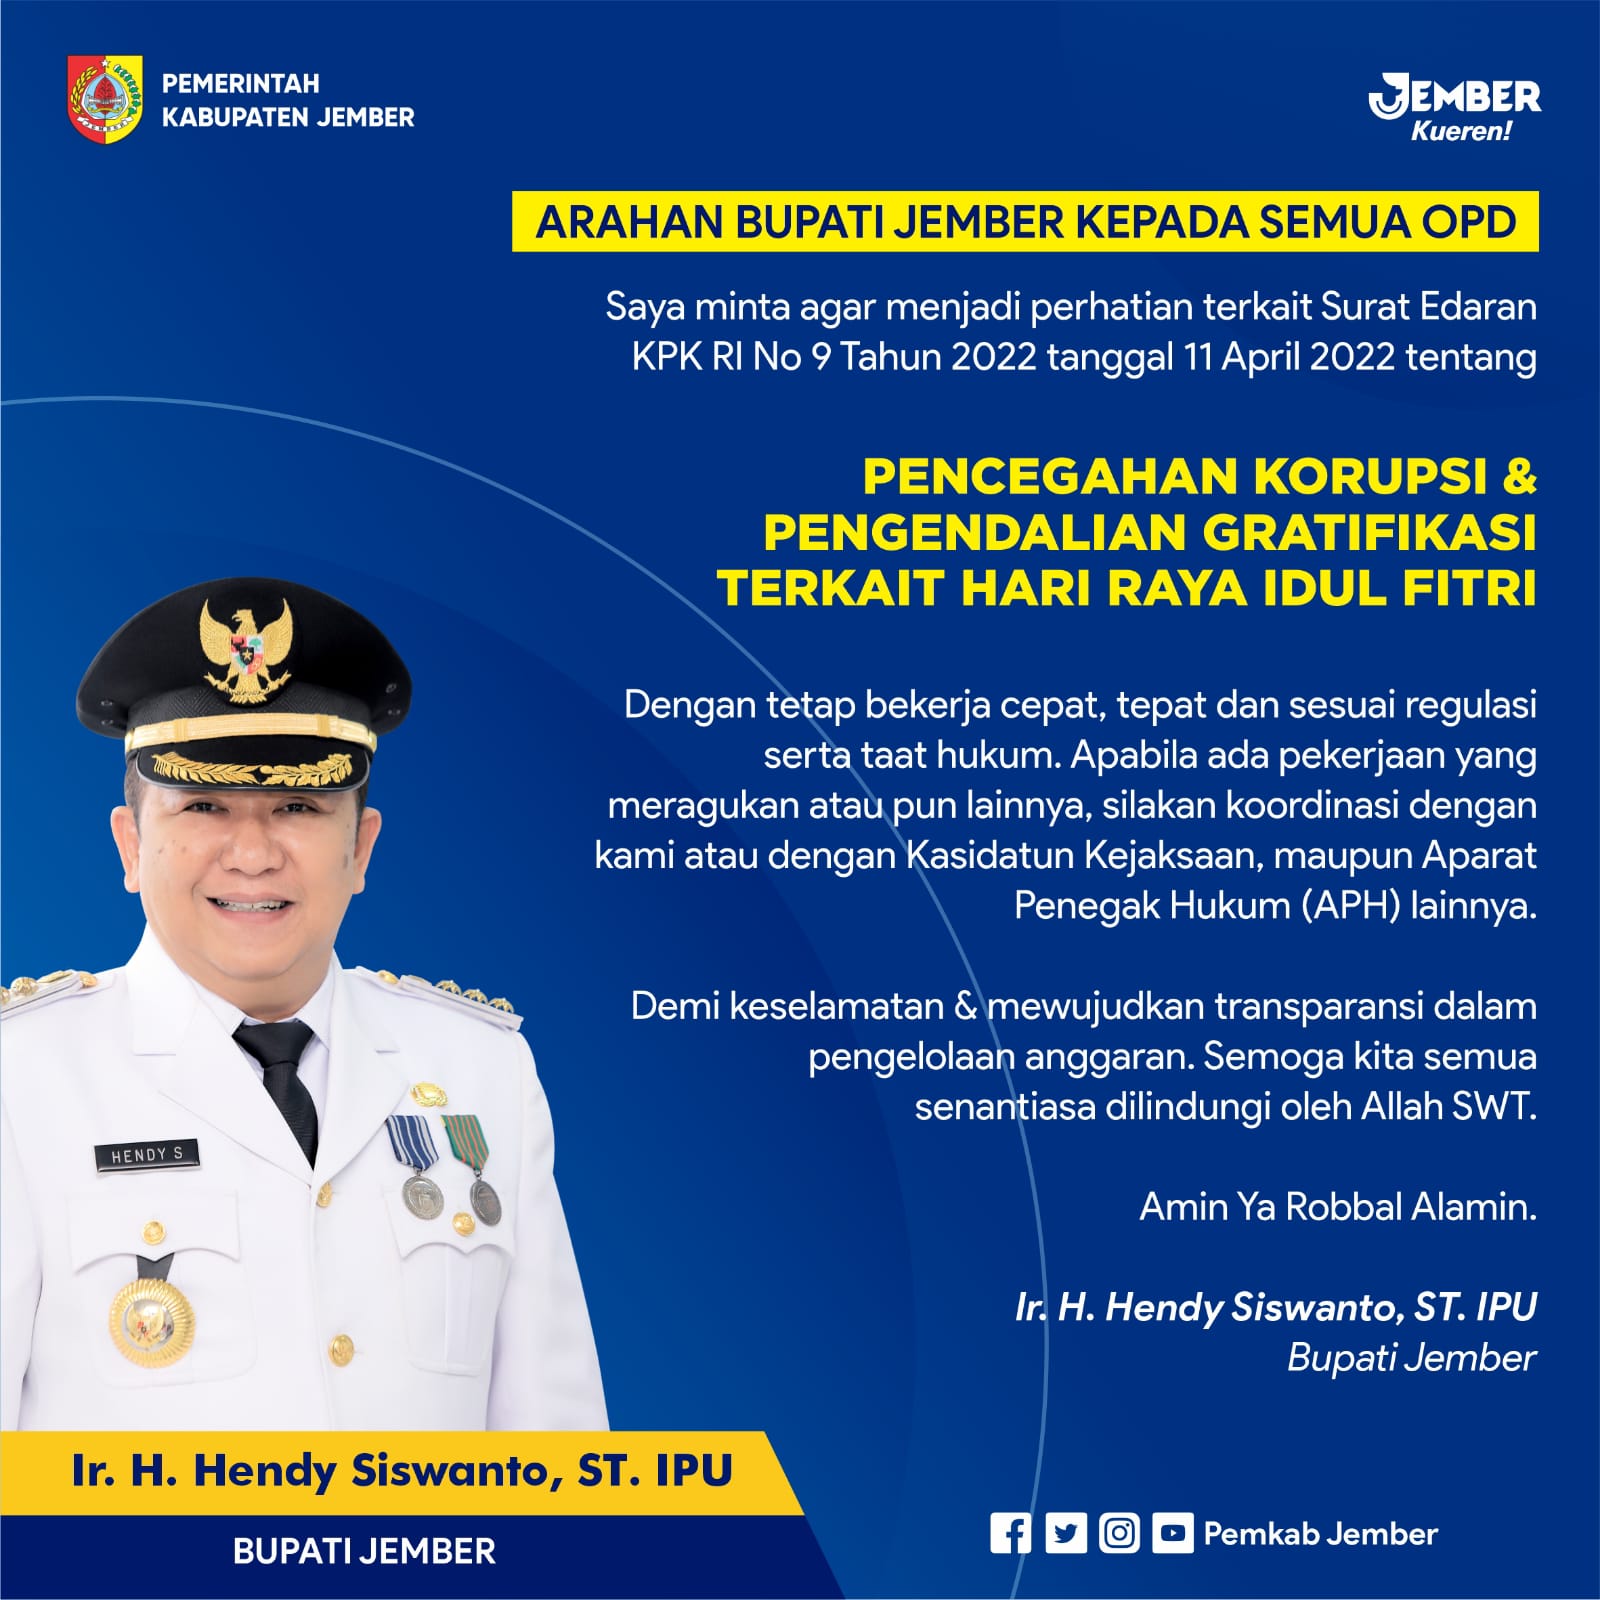 PEMERINTAH
KABUPATEN JEMBER
JEMBER
Kueren!
JEMBER
ARAHAN BUPATI JEMBER KEPADA SEMUA OPD
Saya minta agar menjadi perhatian terkait Surat Edaran
KPK RI No 9 Tahun 2022 tanggal 11 April 2022 tentang
PENCEGAHAN KORUPSI &
PENGENDALIAN GRATIFIKASI
TERKAIT HARI RAYA IDUL FITRI
Dengan tetap bekerja cepat, tepat dan sesuai regulasi
serta taat hukum. Apabila ada pekerjaan yang
meragukan atau pun lainnya, silakan koordinasi dengan
kami atau dengan Kasidatun Kejaksaan, maupun Aparat
Penegak Hukum (APH) lainnya.
Demi keselamatan & mewujudkan transparansi dalam
pengelolaan anggaran. Semoga kita semua
senantiasa dilindungi oleh Allah SWT.
Amin Ya Robbal Alamin.
Ir. H. Hendy Siswanto, ST. IPU
Bupati Jember
HENDY S
Ir. H. Hendy Siswanto, ST. IPU
BUPATI JEMBER
Pemkab Jember